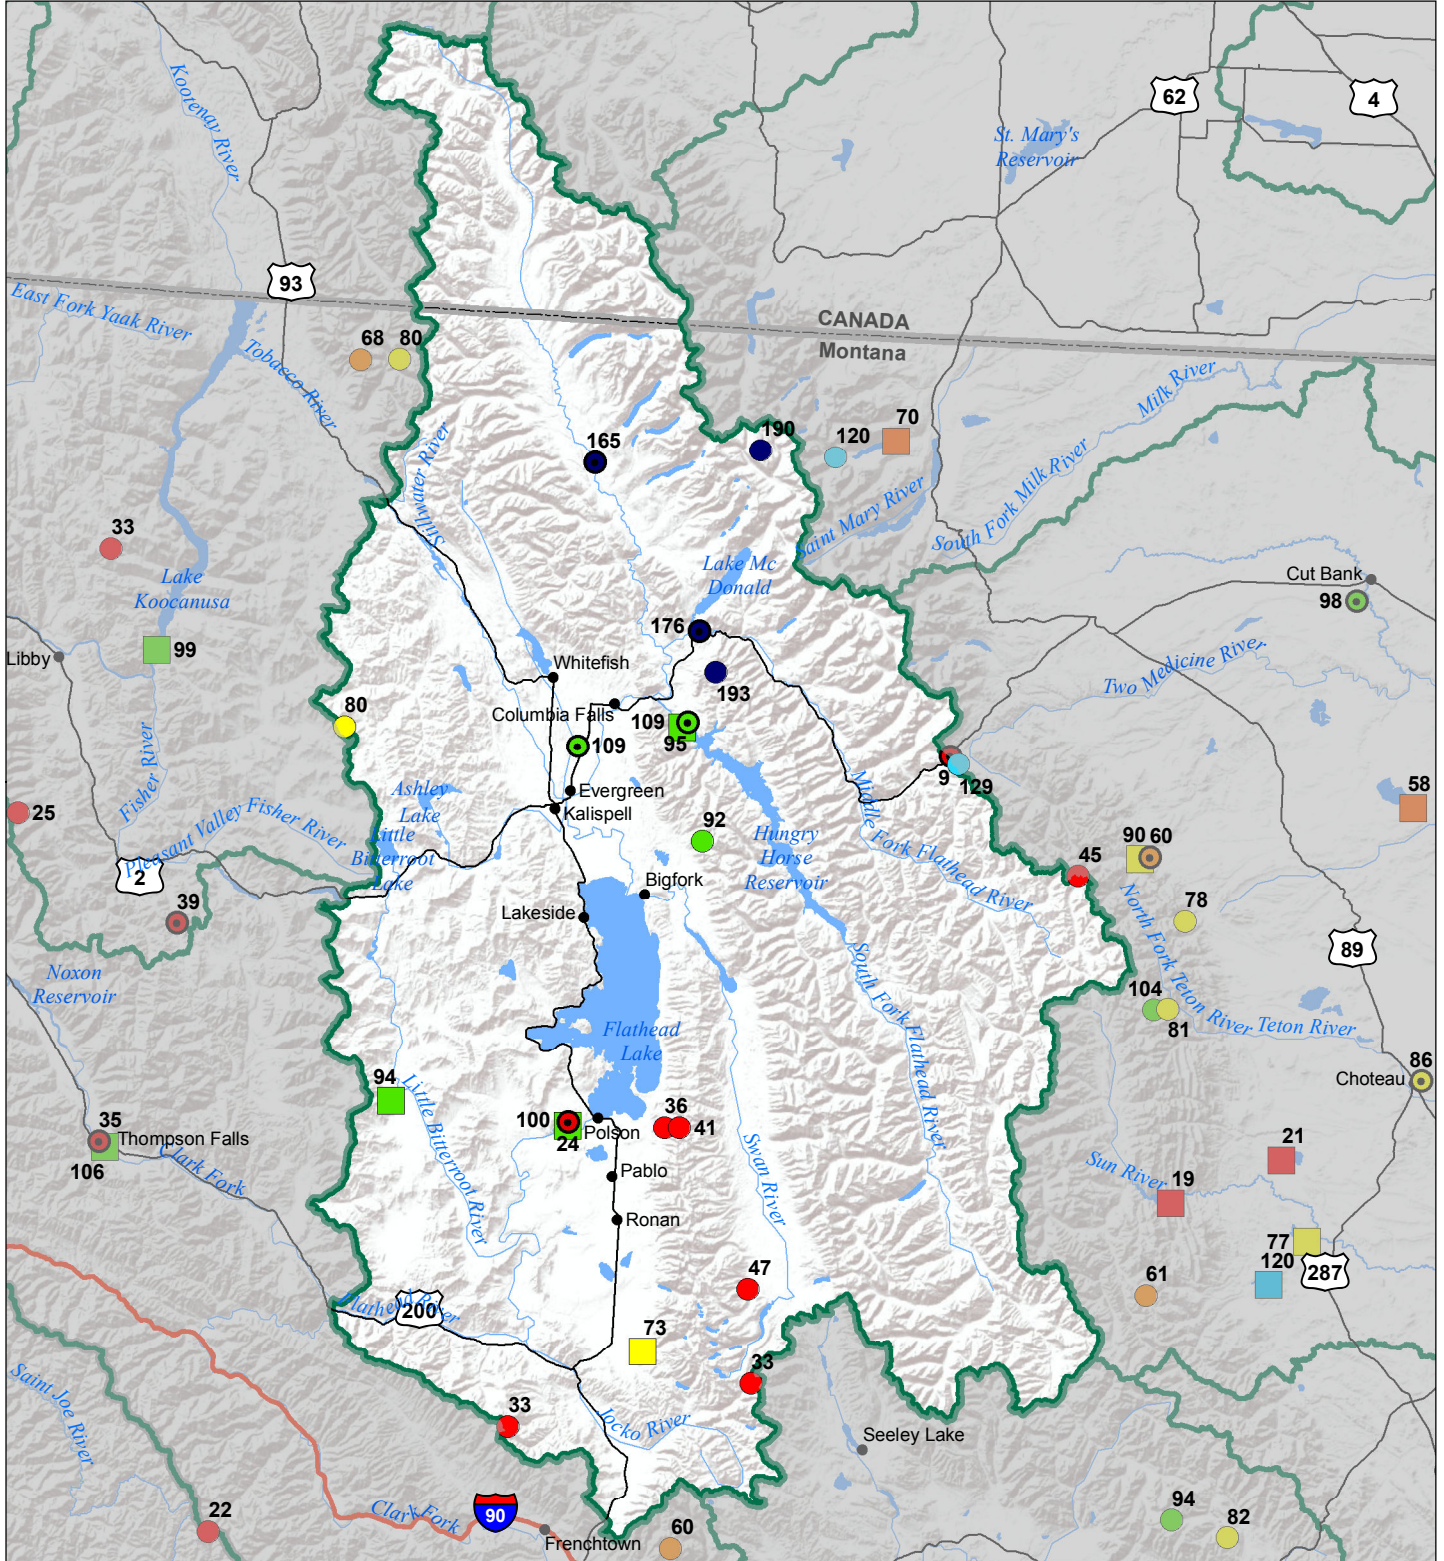 Kootenay River
62
4
St. Mary's
Reservoir
93
East Fork Yaak River
Tobacco River
CANADA
Montana
68
80
Milk River
190
70
165
120
Stillwater River
Saint Mary River
South Fork Milk River
33
Lake
Koocanusa
Lake Mc
Donald
Cut Bank
98
176
Libby
99
Whitefish
Two Medicine River
193
80
Columbia Falls
109
95
109
Fisher River
9
129
Ashley
Lake
Evergreen
58
25
Kalispell
Pleasant Valley Fisher River
Little
Bitterroot
Lake
92
Hungry
Horse
Reservoir
Middle Fork Flathead River
90
60
2
45
Bigfork
39
Lakeside
78
North Fork Teton River
89
Noxon
Reservoir
South Fork Flathead River
104
81
Teton River
Flathead
Lake
94
Little Bitterroot River
86
Choteau
35
Thompson Falls
106
100
24
Polson
36
41
21
Clark Fork
Pablo
Swan River
Sun River
19
Ronan
77
120
287
47
61
Flathead River
200
73
33
Saint Joe River
33
Jocko River
Seeley Lake
22
Clark Fork
90
Frenchtown
60
94
82